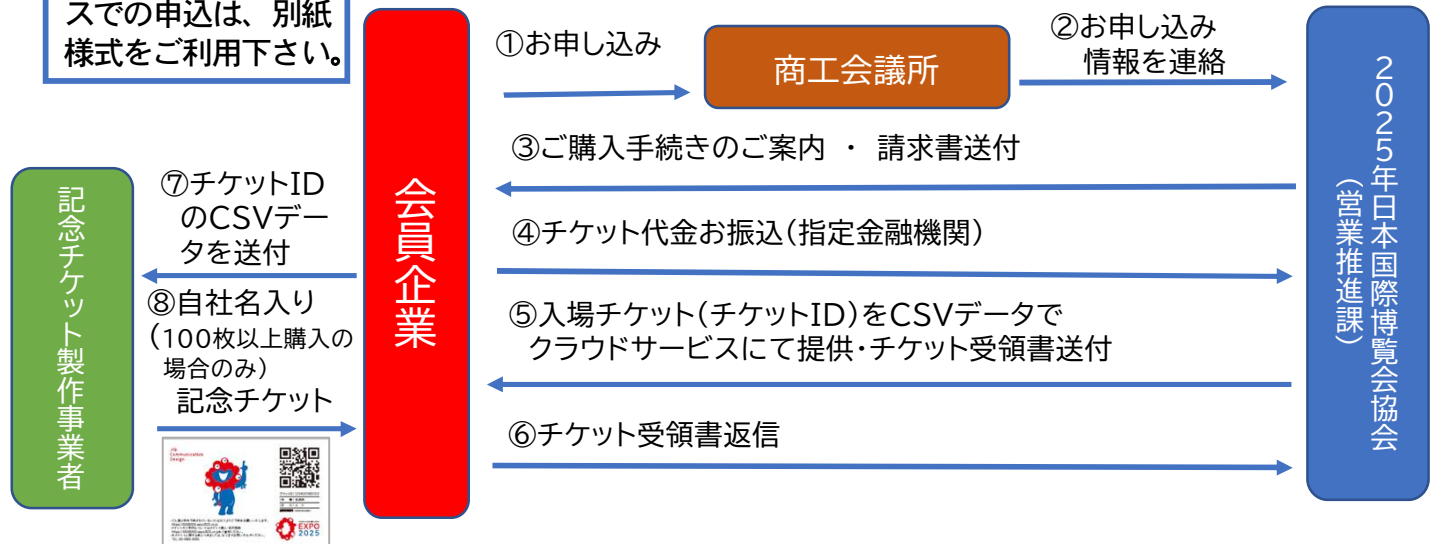 スでの申込は、別紙
様式をご利用下さい。
①お申し込み
商工会議所
②お申し込み
情報を連絡
2025年日本国際博覧会協会
(営業推進課)
③ご購入手続きのご案内 ・ 請求書送付
会員企業
④チケット代金お振込(指定金融機関)
⑤入場チケット(チケットID)をCSVデータで
クラウドサービスにて提供・チケット受領書送付
⑥チケット受領書返信
記念チケット製作事業者
⑦チケットID
のCSVデー
タを送付
⑧自社名入り
(100枚以上購入の
場合のみ)
記念チケット
Communication
Design
EXPO
2025